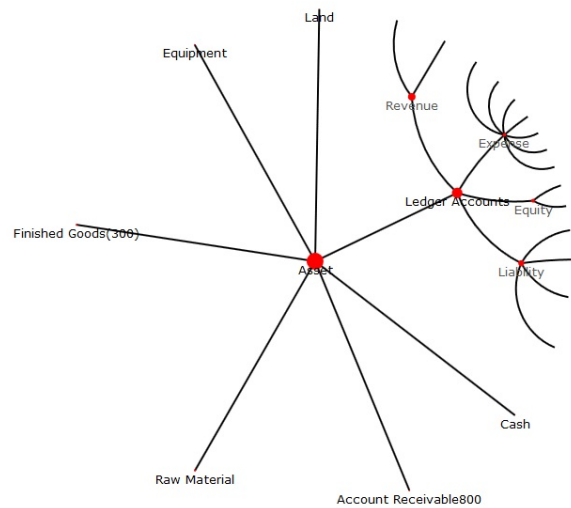 Land
Equipment
Revenue
Expense
Ledger Accounts
Equity
Finished Goods(300)
Asset
Liability
Cash
Raw Material
Account Receivable800